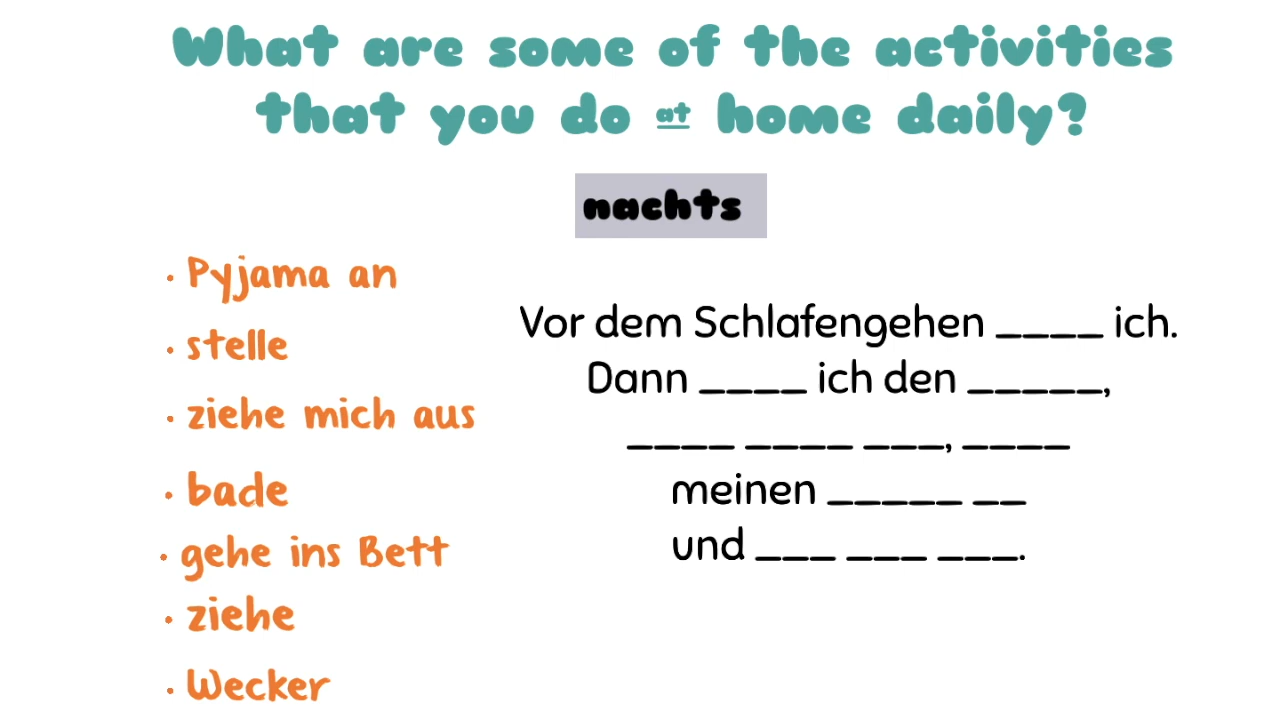 What are some of the activities
that you do at home daily?
nachts
· Pyjama an
· stelle
· ziehe mich aus
· bade
· gehe ins Bett
· ziehe
· Wecker
Vor dem Schlafengehen ____ ich.
Dann ____ ich den _____,
____ ____ ___, ____
meinen _____ __
und ___ ___ ___.